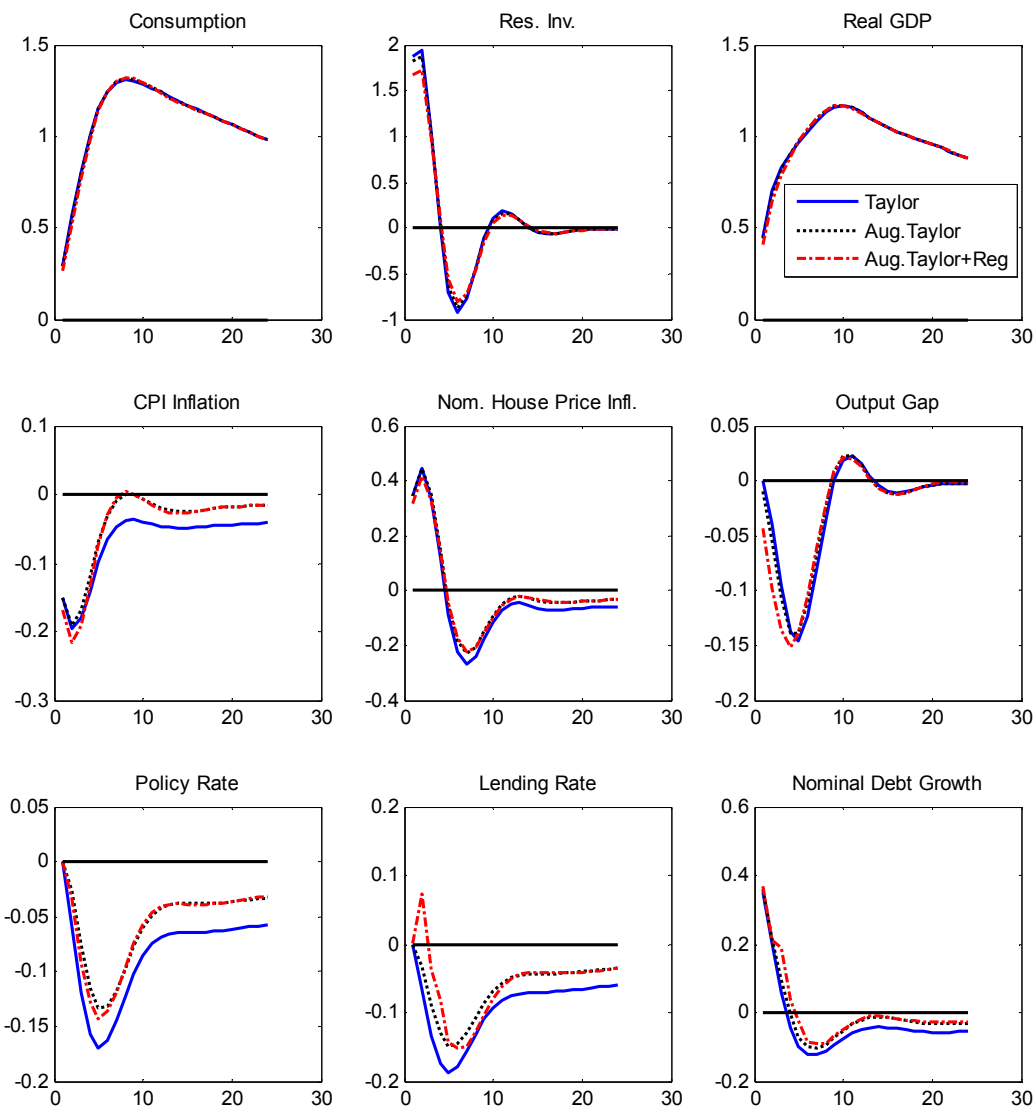 Consumption
Res. Inv.
Real GDP
1.5
1
0.5
0
0 10 20 30
2
1.5
1
0.5
0
-0.5
-1
0 10 20 30
1.5
1
0.5
0
0 10 20 30
Taylor
Aug.Taylor
Aug.Taylor+Reg
CPI Inflation
Nom. House Price Infl.
Output Gap
0.1
0
-0.1
-0.2
-0.3
0 10 20 30
0.6
0.4
0.2
0
-0.2
-0.4
0 10 20 30
0.05
0
-0.05
-0.1
-0.15
-0.2
0 10 20 30
Policy Rate
Lending Rate
Nominal Debt Growth
0.05
0
-0.05
-0.1
-0.15
-0.2
0 10 20 30
0.2
0.1
0
-0.1
-0.2
0 10 20 30
0.6
0.4
0.2
0
-0.2
0 10 20 30